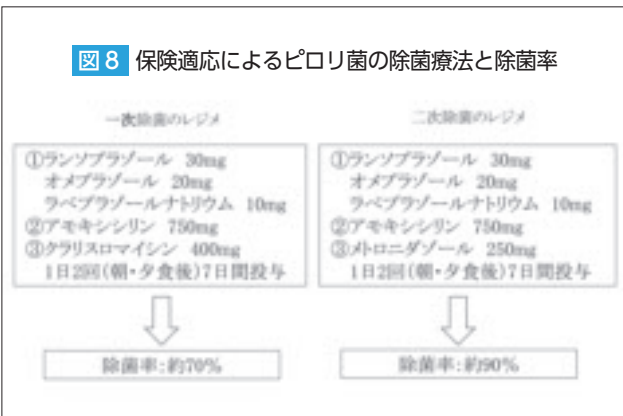 図8 保険適応によるピロリ菌の除菌療法と除菌率
一次除菌のレジメ
①ランソプラゾール 30mg
オメプラゾール 20mg
ラベプラゾールナトリウム 10mg
②アモキシシリン 750mg
③クラリスロマイシン 400mg
1日2回(朝・夕食後)7日間投与
除菌率:約70%
二次除菌のレジメ
①ランソプラゾール 30mg
オメプラゾール 20mg
ラベプラゾールナトリウム 10mg
②アモキシシリン 750mg
③メトロニダゾール 250mg
1日2回(朝・夕食後)7日間投与
除菌率:約90%